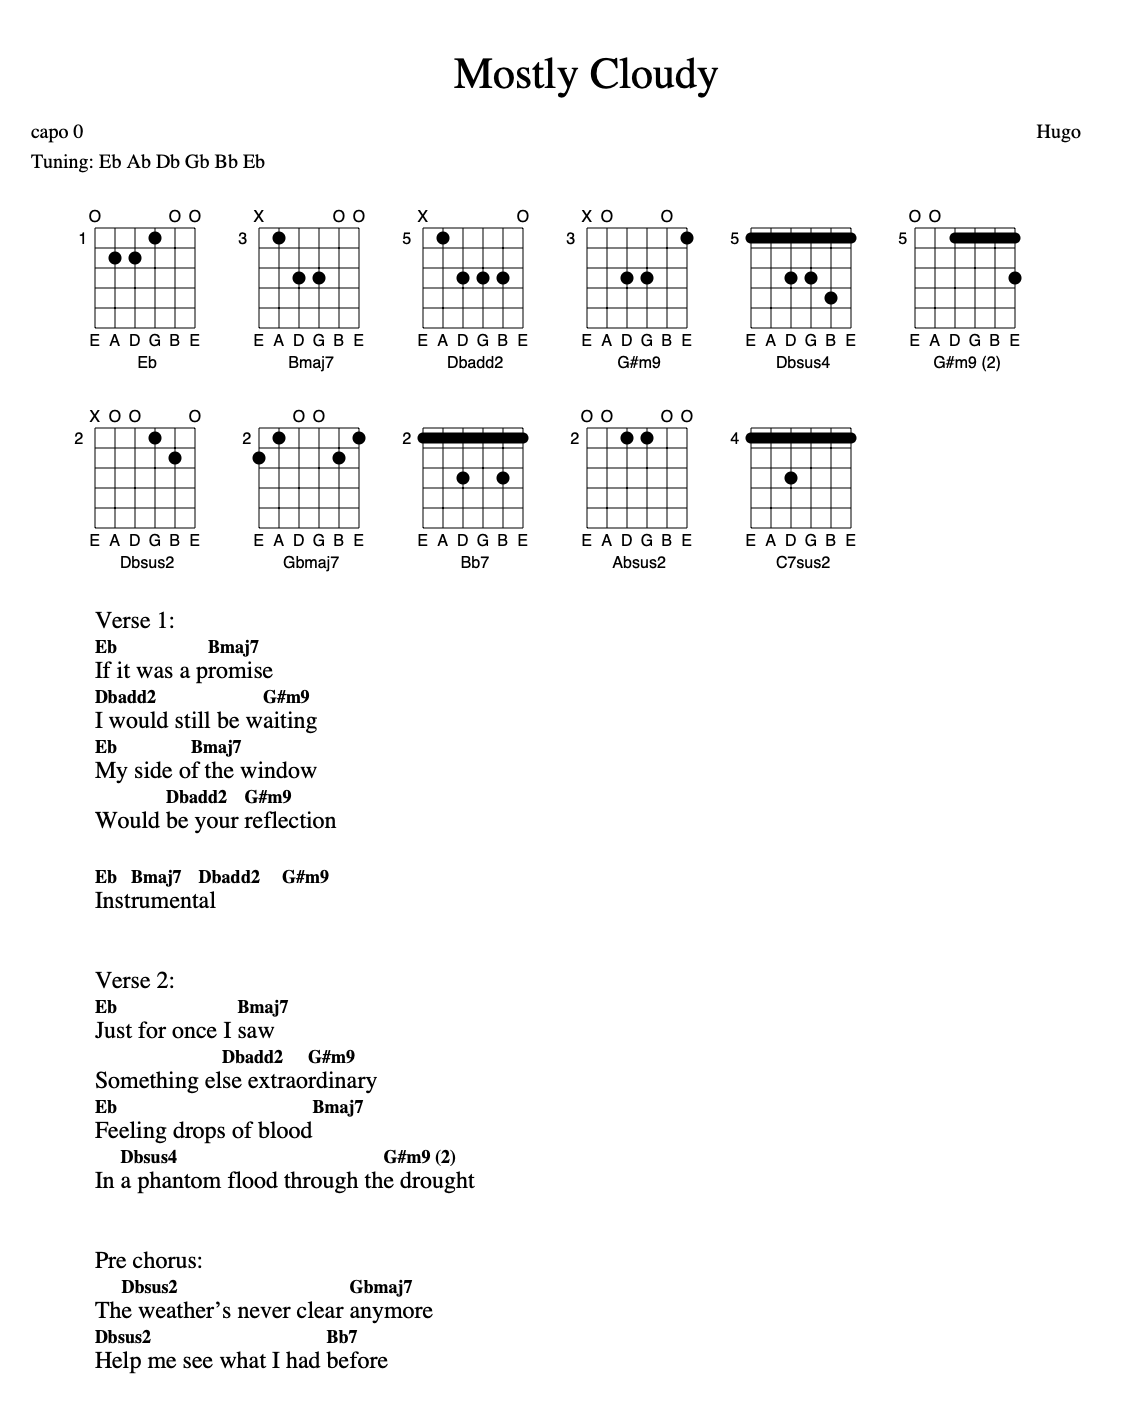 Mostly Cloudy
capo 0
Hugo
Tuning: Eb Ab Db Gb Bb Eb
O O O X O O X O X O O O O
1 3 5 3 5 5
E A D G B E E A D G B E E A D G B E E A D G B E E A D G B E E A D G B E
Eb Bmaj7 Dbadd2 G#m9 Dbsus4 G#m9 (2)
X O O O O O O O O O
2 2 2 2 4
E A D G B E E A D G B E E A D G B E E A D G B E E A D G B E
Dbsus2 Gbmaj7 Bb7 Absus2 C7sus2
Verse 1:
Eb Bmaj7
If it was a promise
Dbadd2 G#m9
I would still be waiting
Eb Bmaj7
My side of the window
Dbadd2 G#m9
Would be your reflection
Eb Bmaj7 Dbadd2 G#m9
Instrumental
Verse 2:
Eb Bmaj7
Just for once I saw
Dbadd2 G#m9
Something else extraordinary
Eb Bmaj7
Feeling drops of blood
Dbsus4 G#m9 (2)
In a phantom flood through the drought
Pre chorus:
Dbsus2 Gbmaj7
The weather’s never clear anymore
Dbsus2 Bb7
Help me see what I had before